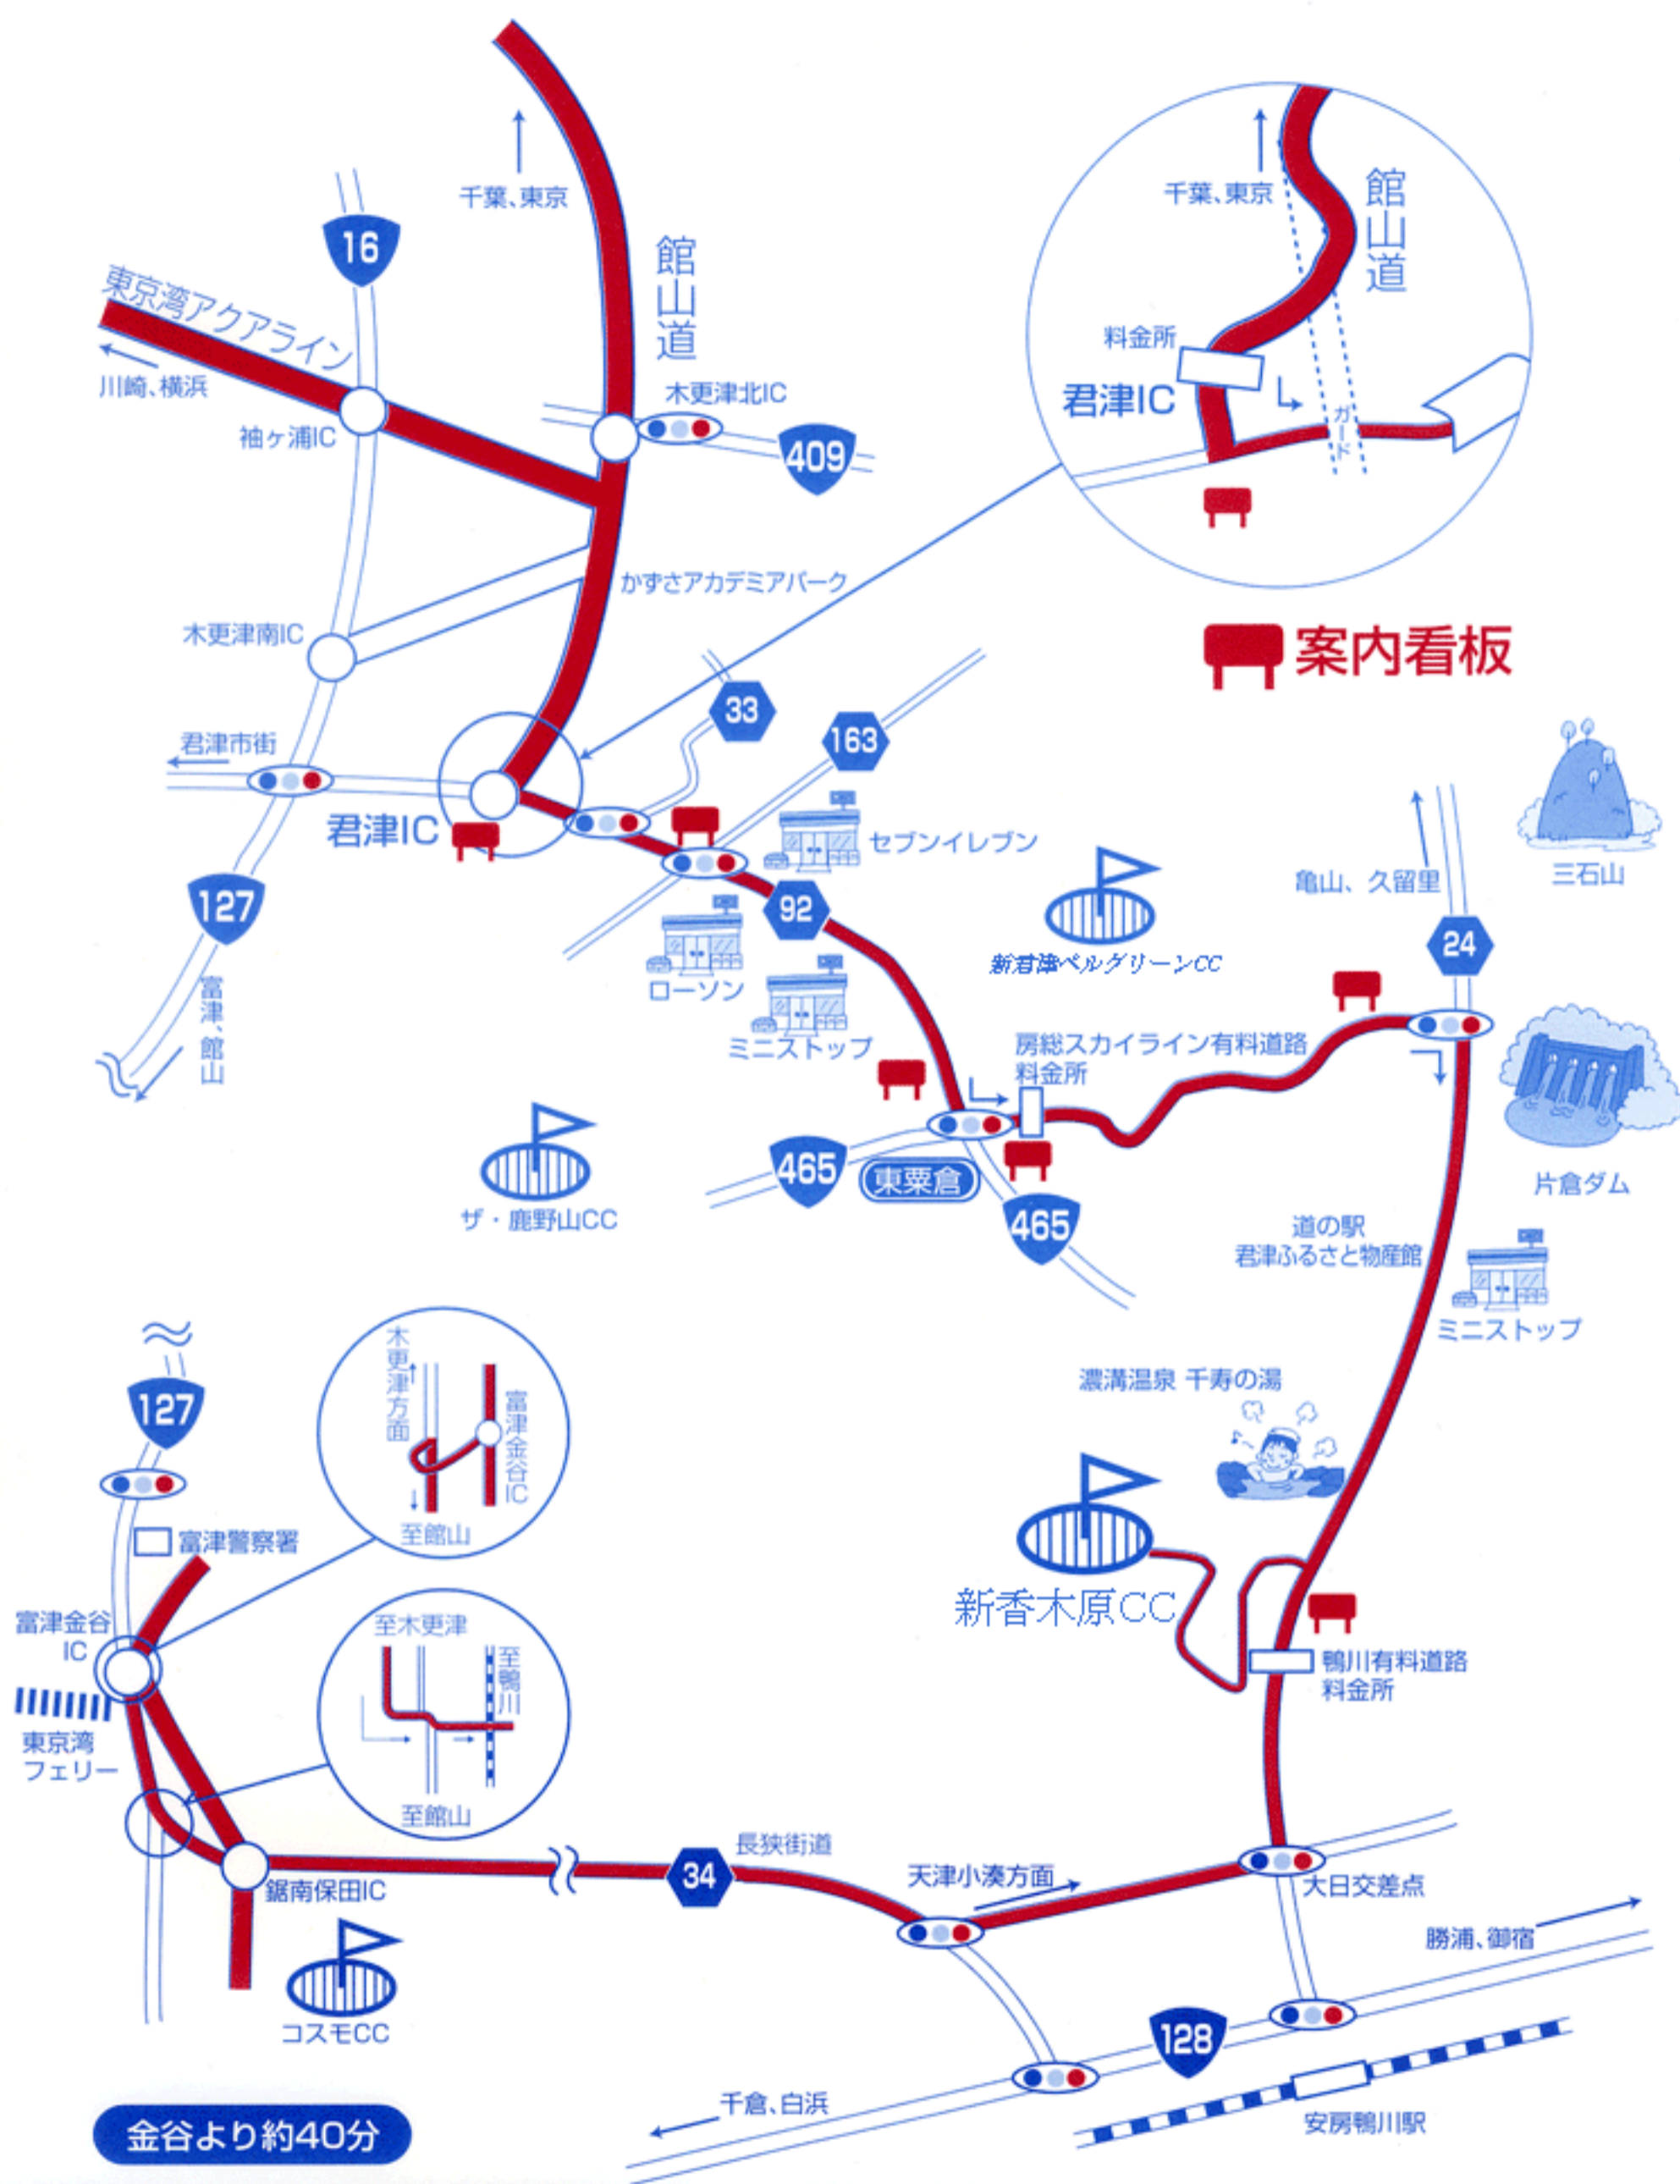 千葉、東京
16
館山道
東京湾アクアライン
川崎、横浜
袖ヶ浦IC
木更津北IC
409
千葉、東京
館山道
料金所
君津IC
ガード
かずさアカデミアパーク
木更津南IC
案内看板
33
163
君津市街
君津IC
セブンイレブン
127
92
富津、館山
ローソン
ミニストップ
新君津ベルグリーンCC
亀山、久留里
三石山
24
房総スカイライン有料道路
料金所
片倉ダム
465
東粟倉
465
ザ・鹿野山CC
道の駅
君津ふるさと物産館
ミニストップ
濃溝温泉 千寿の湯
127
木更津方面
富津金谷IC
至館山
富津警察署
新香木原CC
富津金谷
IC
至木更津
至鴨川
至館山
鴨川有料道路
料金所
東京湾
フェリー
34
長狭街道
天津小湊方面
大日交差点
鋸南保田IC
勝浦、御宿
コスモCC
128
千倉、白浜
安房鴨川駅
金谷より約40分